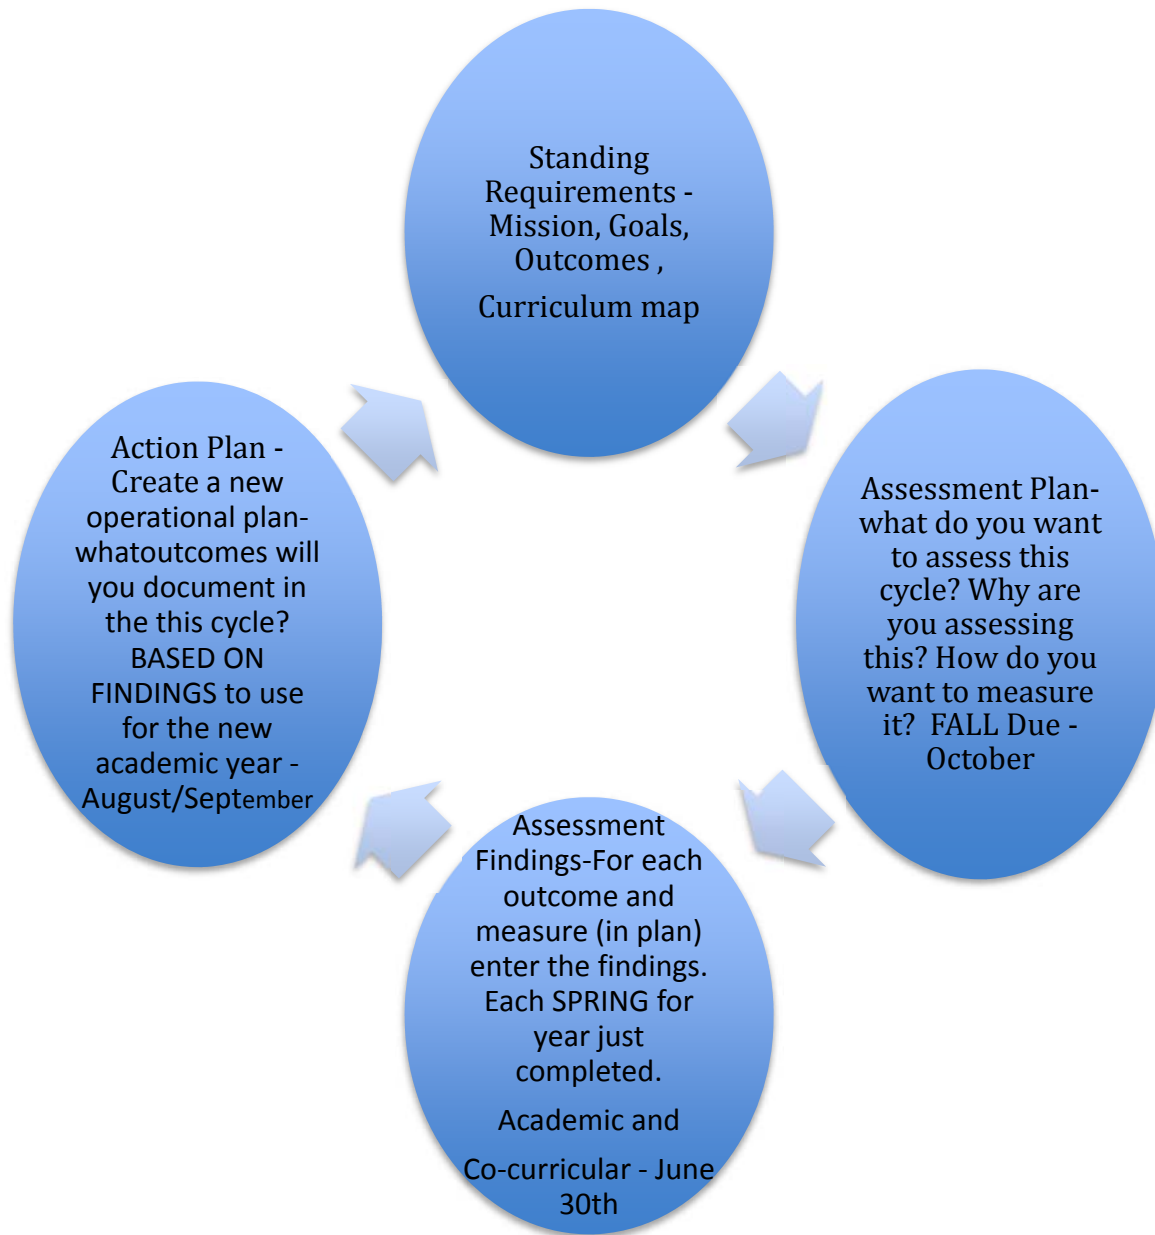 Standing
Requirements -
Mission, Goals,
Outcomes ,
Curriculum map
Assessment Plan-
what do you want
to assess this
cycle? Why are
you assessing
this? How do you
want to measure
it?  FALL Due -
October
Assessment
Findings-For each
outcome and
measure (in plan)
enter the findings.
Each SPRING for
year just
completed.
Academic and
Co-curricular - June
30th
Action Plan -
Create a new
operational plan-
whatoutcomes will
you document in
the this cycle?
BASED ON
FINDINGS to use
for the new
academic year -
August/September